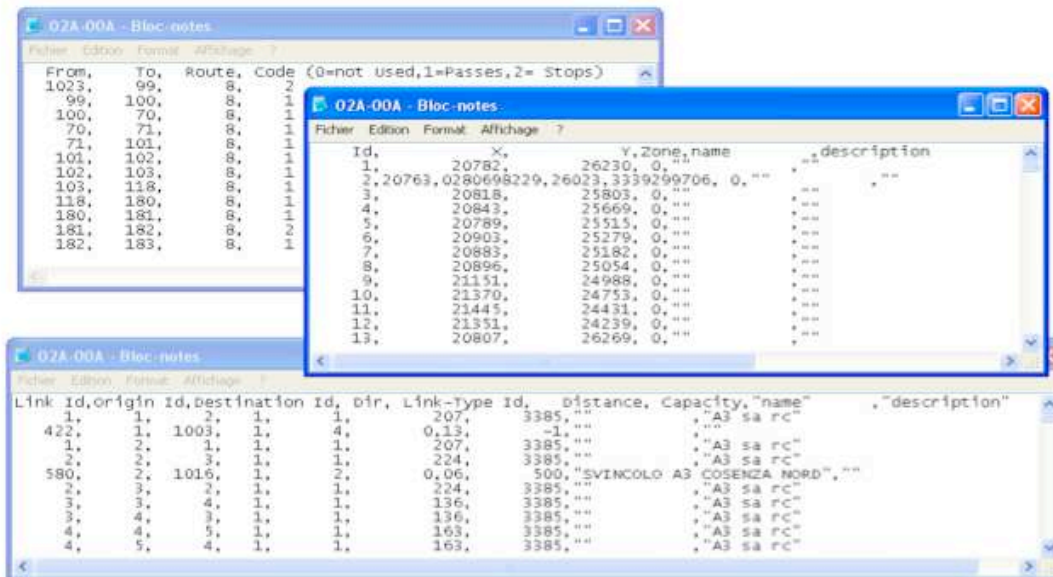 02A-00A - Bloc-notes
Fichier Edition Format Affichage ?
From, To, Route, Code (0=not Used,1=Passes,2= Stops)
1023, 99, 8, 2
99, 100, 8, 1
100, 70, 8, 1
70, 71, 8, 1
71, 101, 8, 1
101, 102, 8, 1
102, 103, 8, 1
103, 118, 8, 1
118, 180, 8, 1
180, 181, 8, 1
181, 182, 8, 2
182, 183, 8, 1
02A-00A - Bloc-notes
Fichier Edition Format Affichage ?
Id, X, Y,Zone,name ,description
1, 20782, 26230, 0,"" ,""
2,20763,0280698229,26023,3339299706, 0,"" ,""
3, 20818, 25803, 0,"" ,""
4, 20843, 25669, 0,"" ,""
5, 20789, 25515, 0,"" ,""
6, 20903, 25279, 0,"" ,""
7, 20883, 25182, 0,"" ,""
8, 20896, 25054, 0,"" ,""
9, 21151, 24988, 0,"" ,""
10, 21370, 24753, 0,"" ,""
11, 21445, 24431, 0,"" ,""
12, 21351, 24239, 0,"" ,""
13, 20807, 26269, 0,"" ,""
02A-00A - Bloc-notes
Fichier Edition Format Affichage ?
Link Id,Origin Id,Destination Id, Dir, Link-Type Id, Distance, Capacity,"name" ,"description"
1, 1, 2, 1, 1, 207, 3385,"" ,"A3 sa rc"
422, 1, 1003, 1, 4, 0,13, -1,"" ,""
1, 2, 1, 1, 1, 207, 3385,"" ,"A3 sa rc"
2, 2, 3, 1, 1, 224, 3385,"" ,"A3 sa rc"
580, 2, 1016, 1, 2, 0,06, 500,"SVINCOLO A3 COSENZA NORD",""
2, 3, 2, 1, 1, 224, 3385,"" ,"A3 sa rc"
3, 3, 4, 1, 1, 136, 3385,"" ,"A3 sa rc"
3, 4, 3, 1, 1, 136, 3385,"" ,"A3 sa rc"
4, 4, 5, 1, 1, 163, 3385,"" ,"A3 sa rc"
4, 5, 4, 1, 1, 163, 3385,"" ,"A3 sa rc"